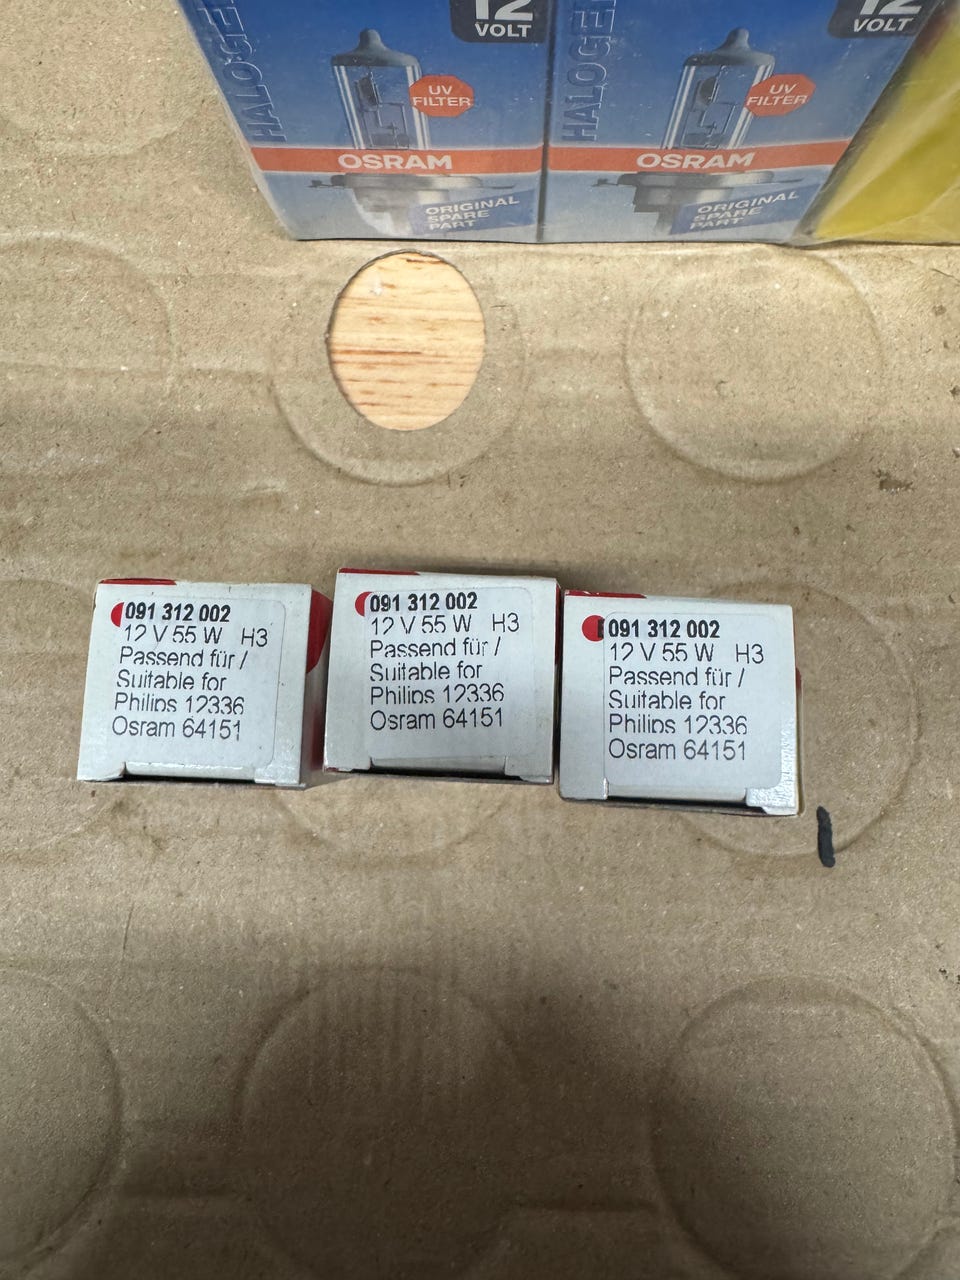 HALOGE
12
VOLT
UV
FILTER
OSRAM
ORIGINAL
SPARE
PART
HALOGE
12
VOLT
UV
FILTER
OSRAM
ORIGINAL
SPARE
PART
091 312 002
12 V 55 W H3
Passend für /
Suitable for
Philips 12336
Osram 64151
091 312 002
12 V 55 W H3
Passend für /
Suitable for
Philips 12336
Osram 64151
091 312 002
12 V 55 W H3
Passend für /
Suitable for
Philips 12336
Osram 64151